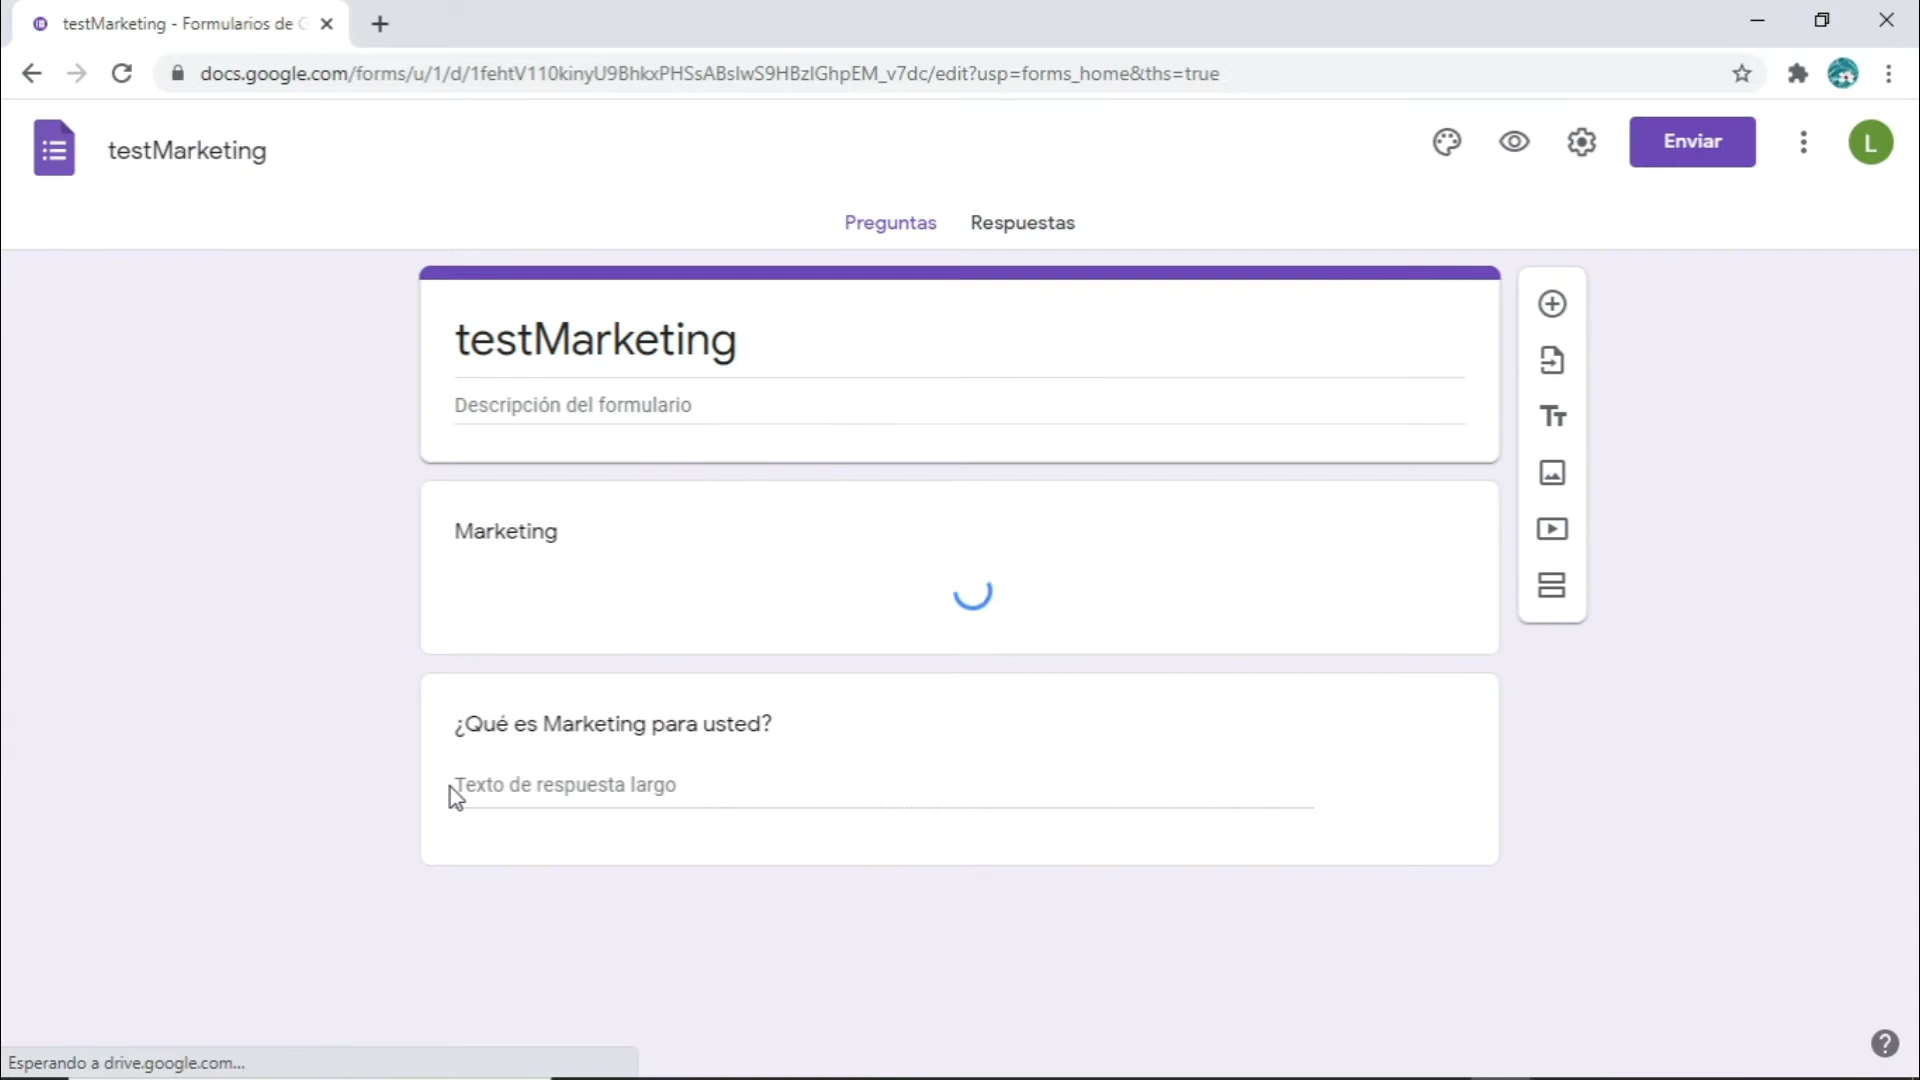 testMarketing - Formularios de G
docs.google.com/forms/u/1/d/1fehtV110kinyU9BhkxPHSsABslwS9HBzlGhpEM_v7dc/edit?usp=forms_home&ths=true
testMarketing
Enviar
L
Preguntas Respuestas
testMarketing
Descripción del formulario
Marketing
¿Qué es Marketing para usted?
Texto de respuesta largo
Esperando a drive.google.com...